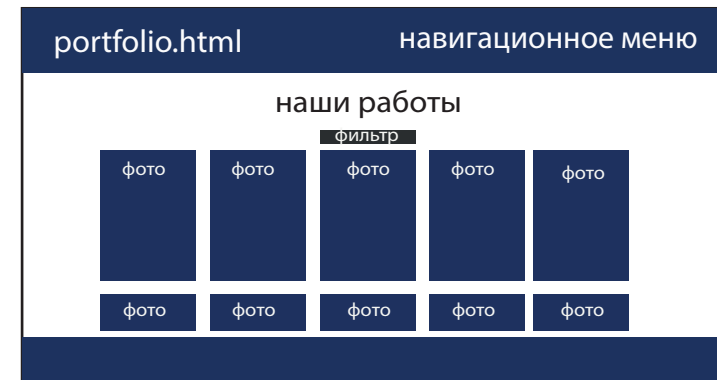 portfolio.html навигационное меню
наши работы
фильтр
фото фото фото фото фото
фото фото фото фото фото